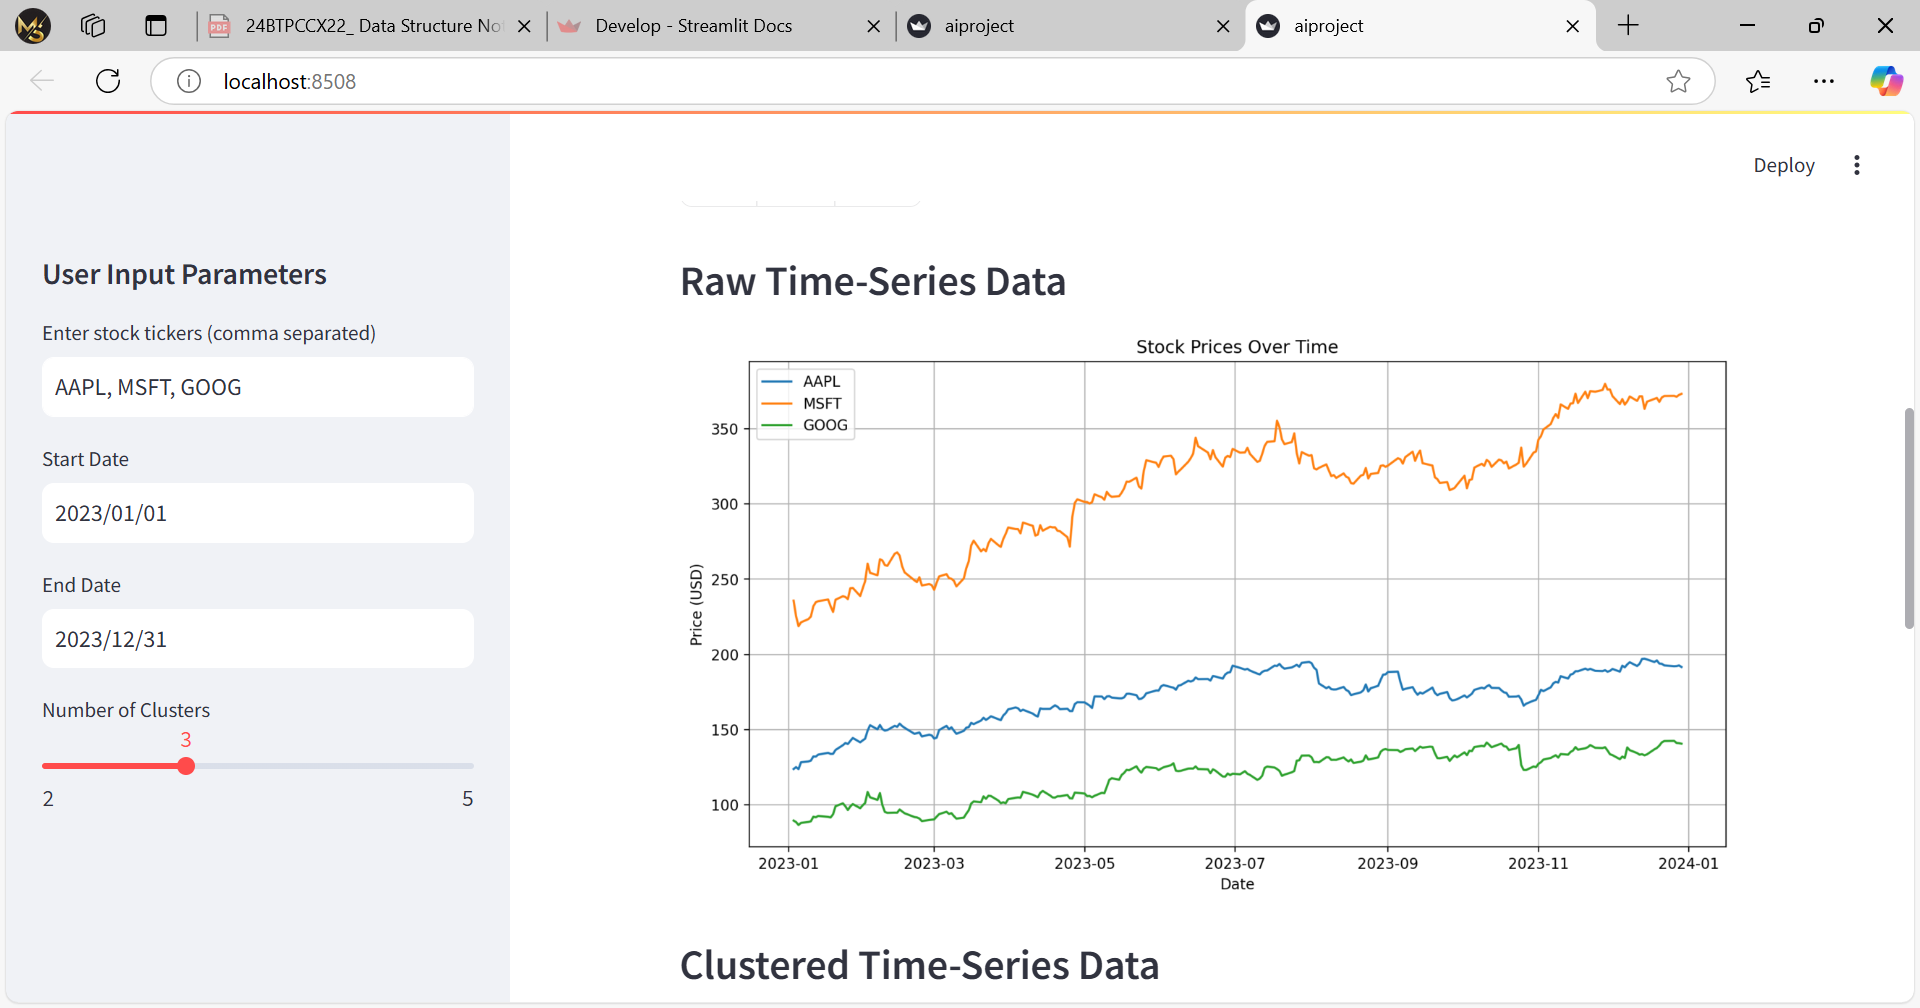 24BTPCCX22_ Data Structure No
Develop - Streamlit Docs
aiproject
aiproject
localhost:8508
Deploy
User Input Parameters
Enter stock tickers (comma separated)
AAPL, MSFT, GOOG
Start Date
2023/01/01
End Date
2023/12/31
Number of Clusters
3
2 5
Raw Time-Series Data
Stock Prices Over Time
AAPL
MSFT
GOOG
350
300
250
200
150
100
Price (USD)
2023-01 2023-03 2023-05 2023-07 2023-09 2023-11 2024-01
Date
Clustered Time-Series Data